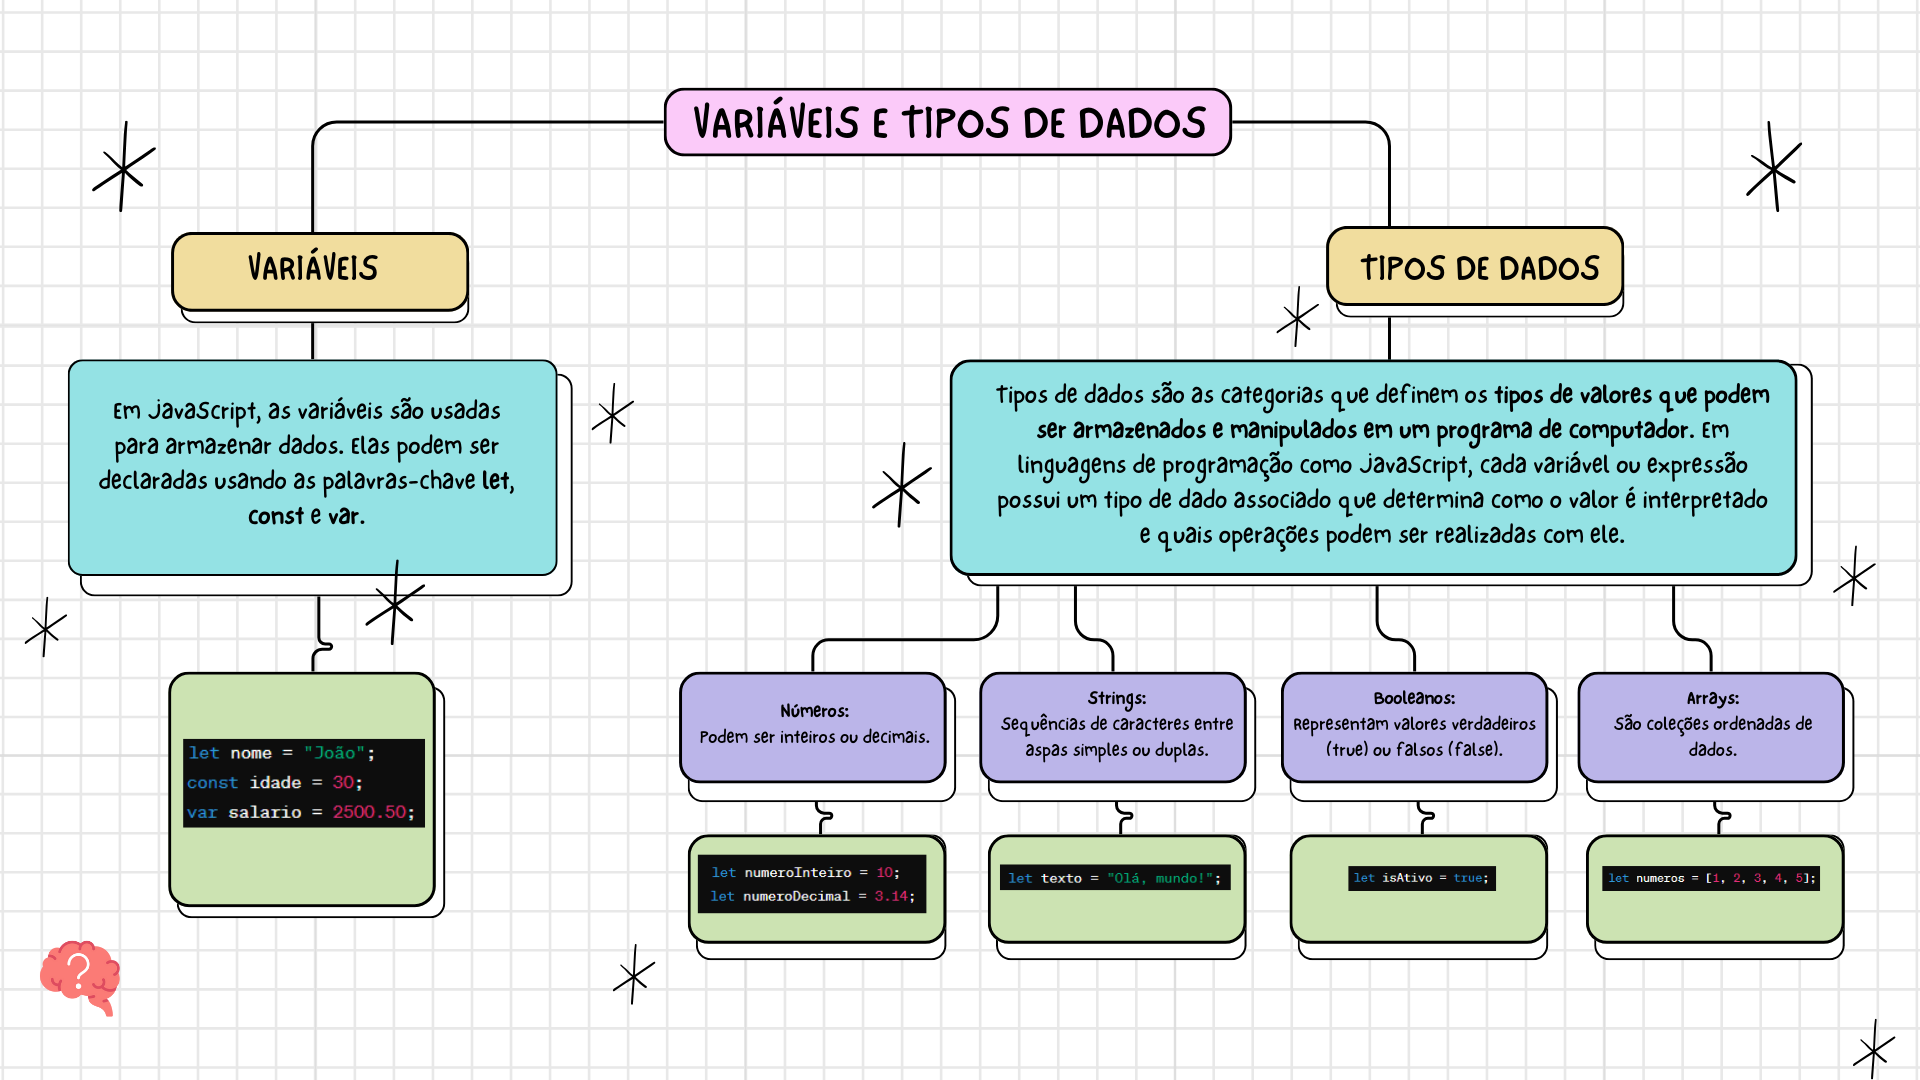 VARIÁVEIS E TIPOS DE DADOS
VARIÁVEIS
Em JavaScript, as variáveis são usadas
para armazenar dados. Elas podem ser
declaradas usando as palavras-chave let,
const e var.
let nome = "João";
const idade = 30;
var salario = 2500.50;
TIPOS DE DADOS
Tipos de dados são as categorias que definem os tipos de valores que podem
ser armazenados e manipulados em um programa de computador. Em
linguagens de programação como JavaScript, cada variável ou expressão
possui um tipo de dado associado que determina como o valor é interpretado
e quais operações podem ser realizadas com ele.
Números:
Podem ser inteiros ou decimais.
let numeroInteiro = 10;
let numeroDecimal = 3.14;
Strings:
Sequências de caracteres entre
aspas simples ou duplas.
let texto = "Olá, mundo!";
Booleanos:
Representam valores verdadeiros
(true) ou falsos (false).
let isAtivo = true;
Arrays:
São coleções ordenadas de
dados.
let numeros = [1, 2, 3, 4, 5];
?